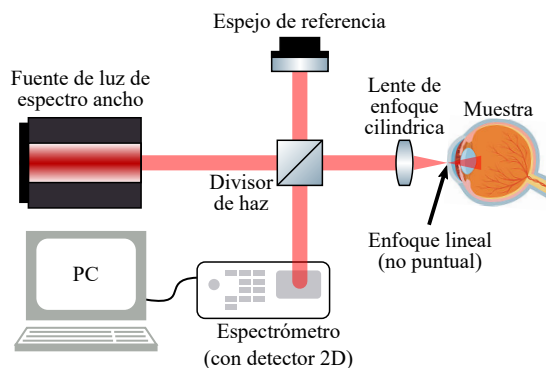 Espejo de referencia
Fuente de luz de
espectro ancho
Lente de
enfoque
cilindrica
Muestra
Divisor
de haz
Enfoque lineal
(no puntual)
PC
Espectrómetro
(con detector 2D)